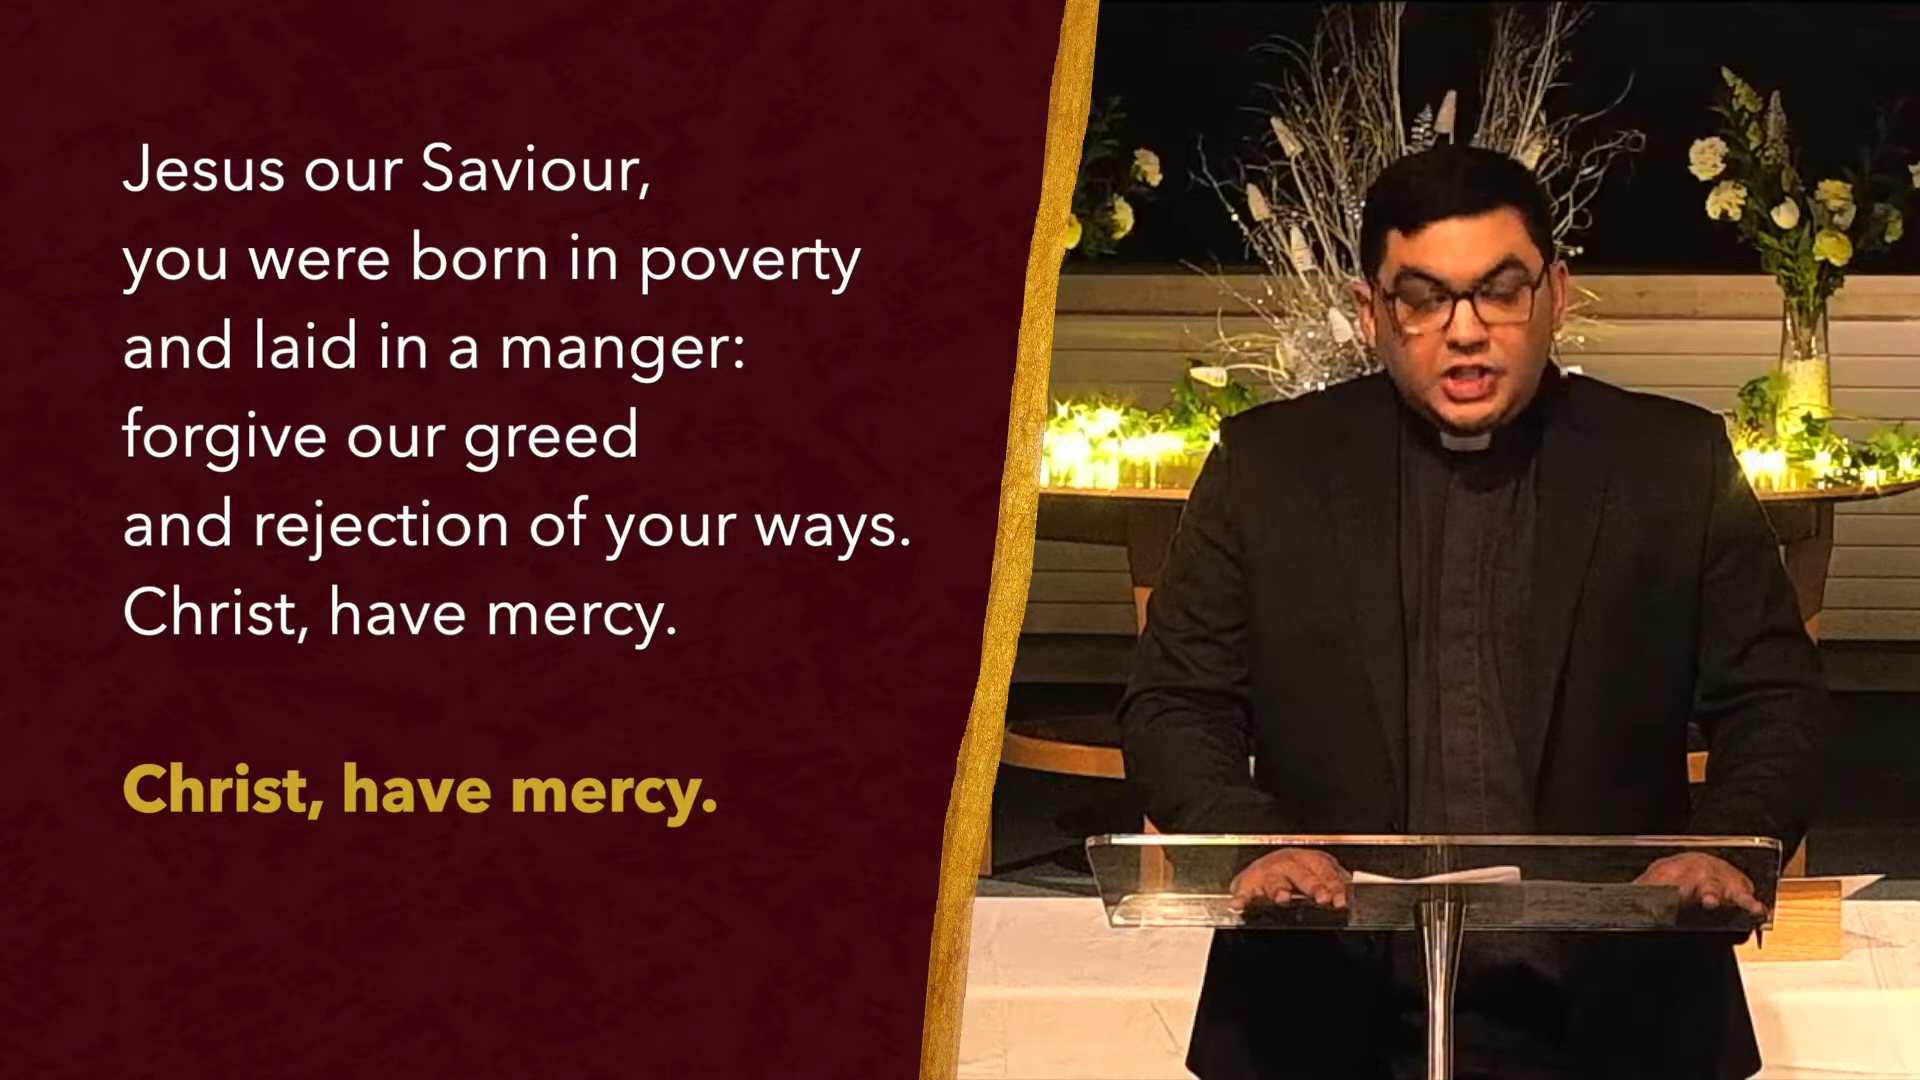 Jesus our Saviour,
you were born in poverty
and laid in a manger:
forgive our greed
and rejection of your ways.
Christ, have mercy.
Christ, have mercy.